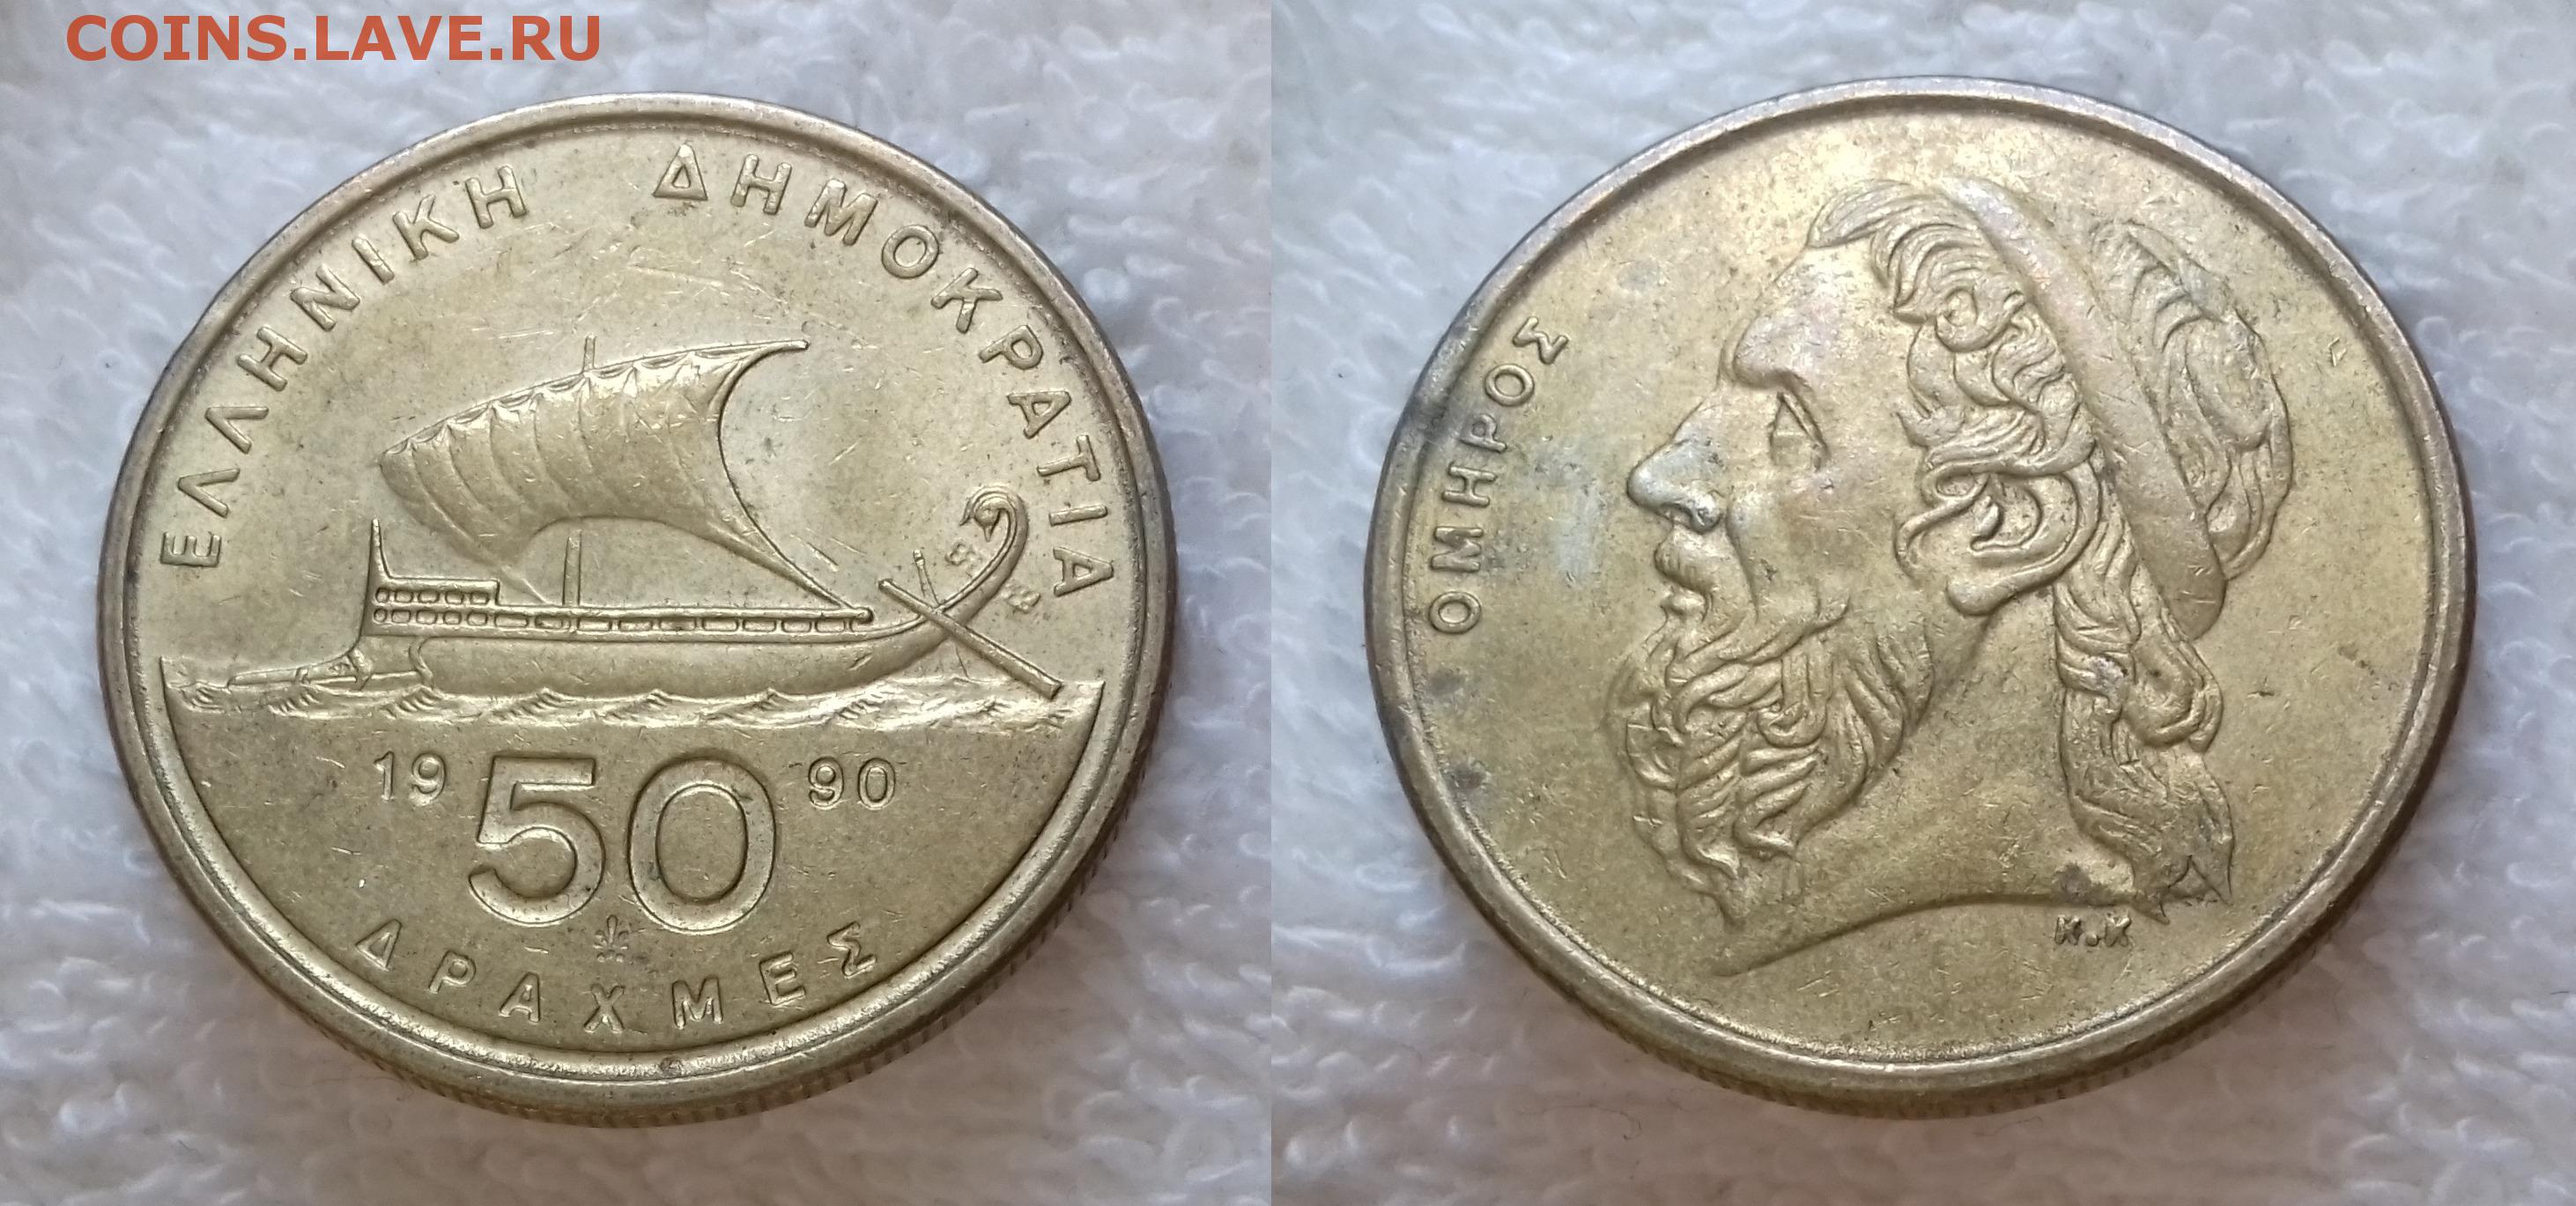 COINS.LAVE.RU
ΕΛΛΗΝΙΚΗ ΔΗΜΟΚΡΑΤΙΑ
19 50 90
ΔΡΑΧΜΕΣ
ΟΜΗΡΟΣ
Κ.Κ